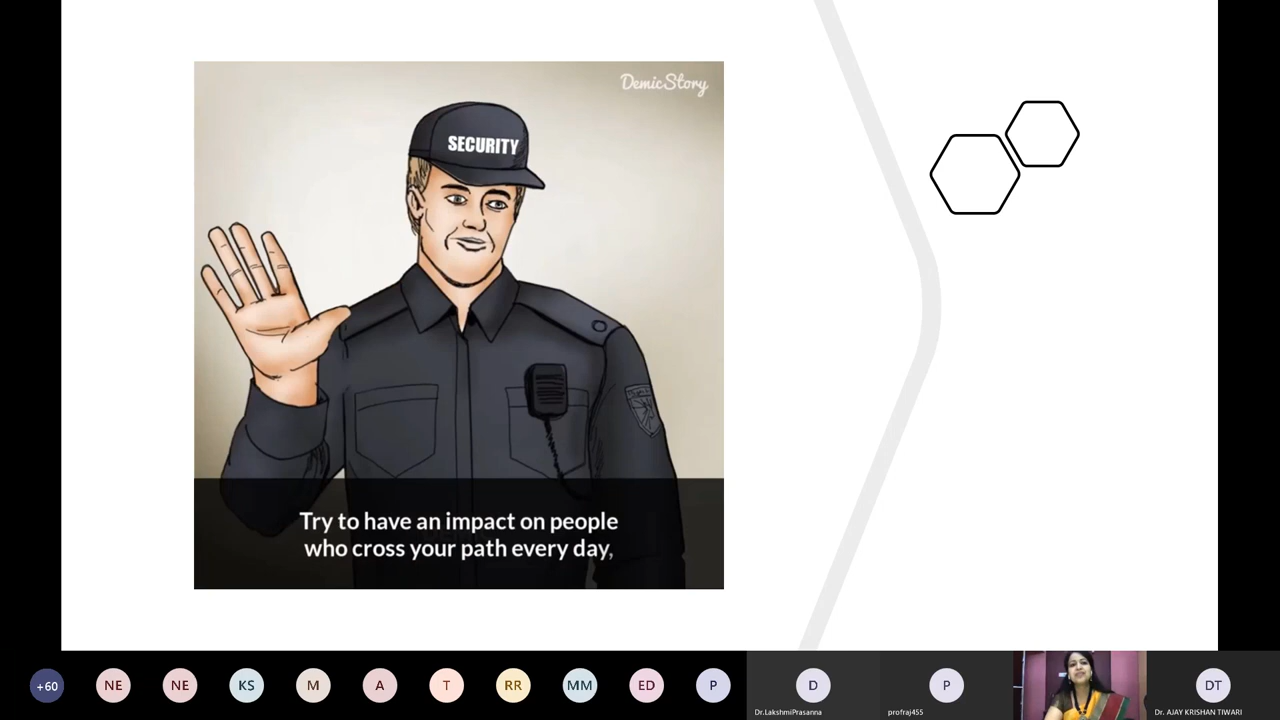 DemicStory
SECURITY
Try to have an impact on people
who cross your path every day,
+60
NE
NE
KS
M
A
T
RR
MM
ED
P
D
Dr.LakshmiPrasanna
P
profraj455
DT
Dr. AJAY KRISHAN TIWARI